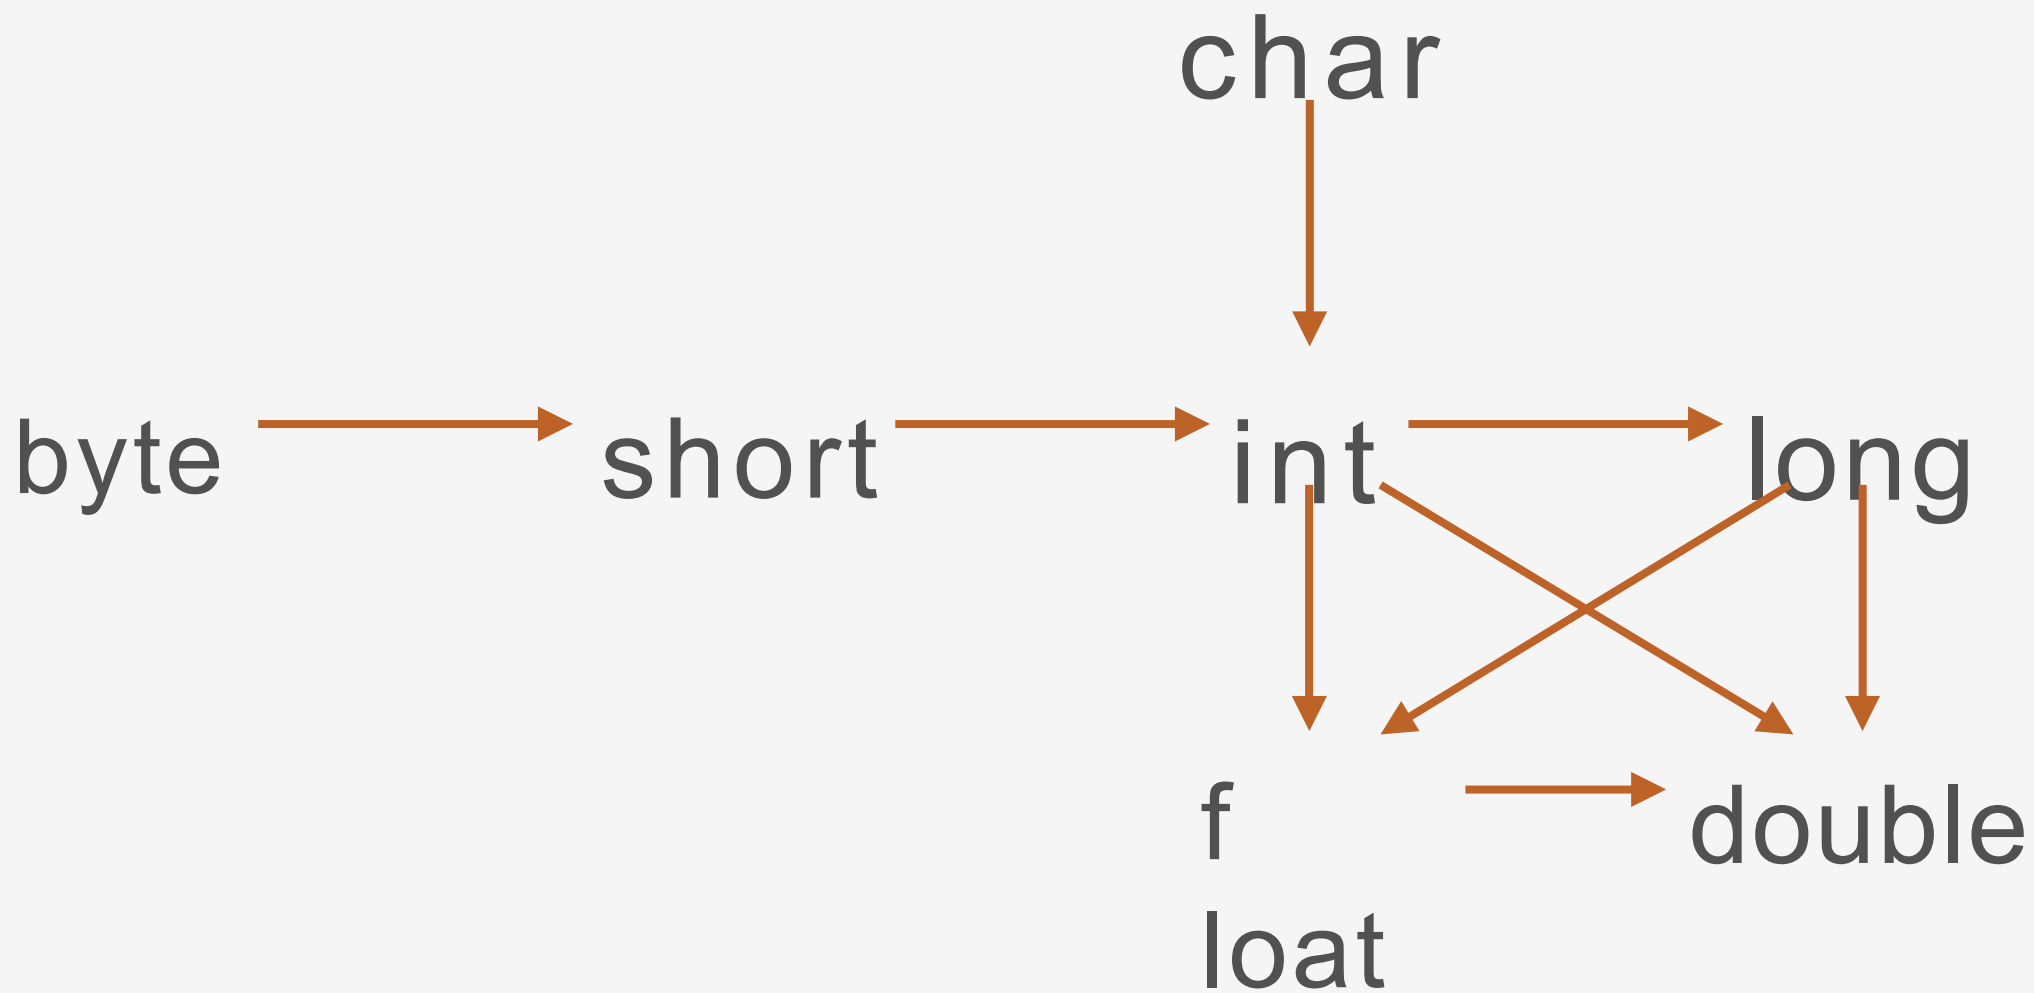 char
byte short int long
f double
loat